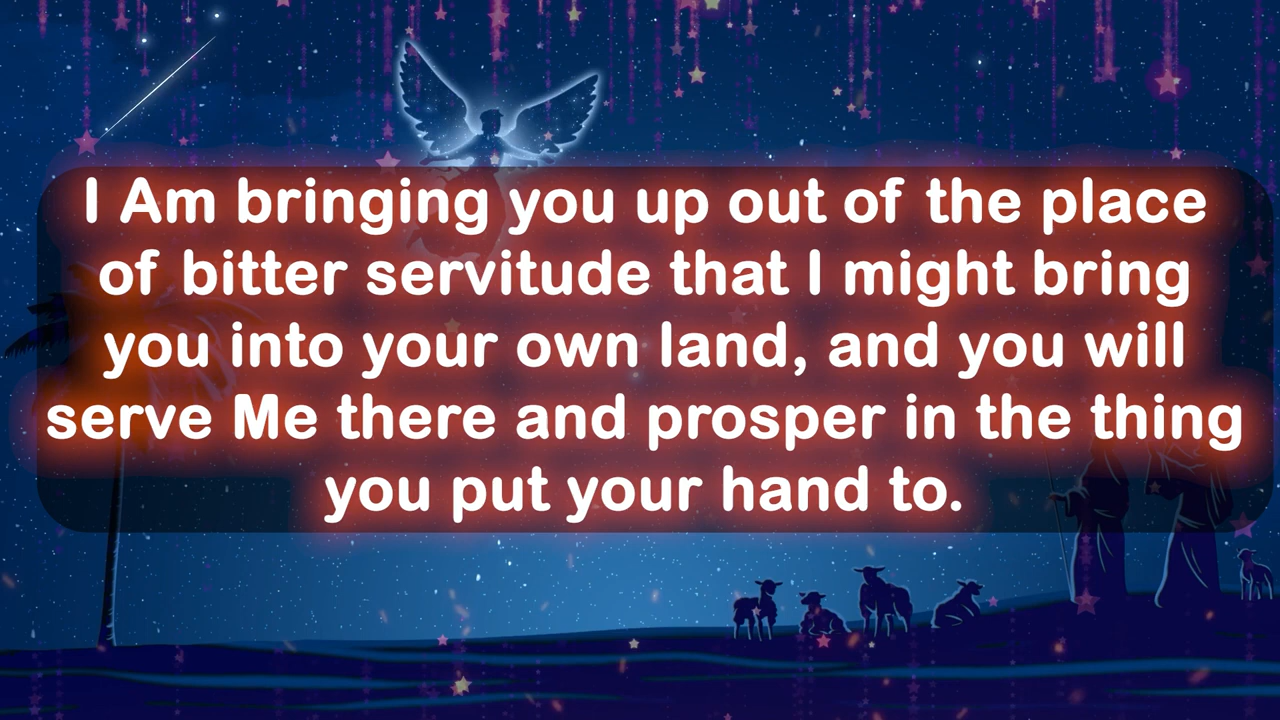 I Am bringing you up out of the place
of bitter servitude that I might bring
you into your own land, and you will
serve Me there and prosper in the thing
you put your hand to.